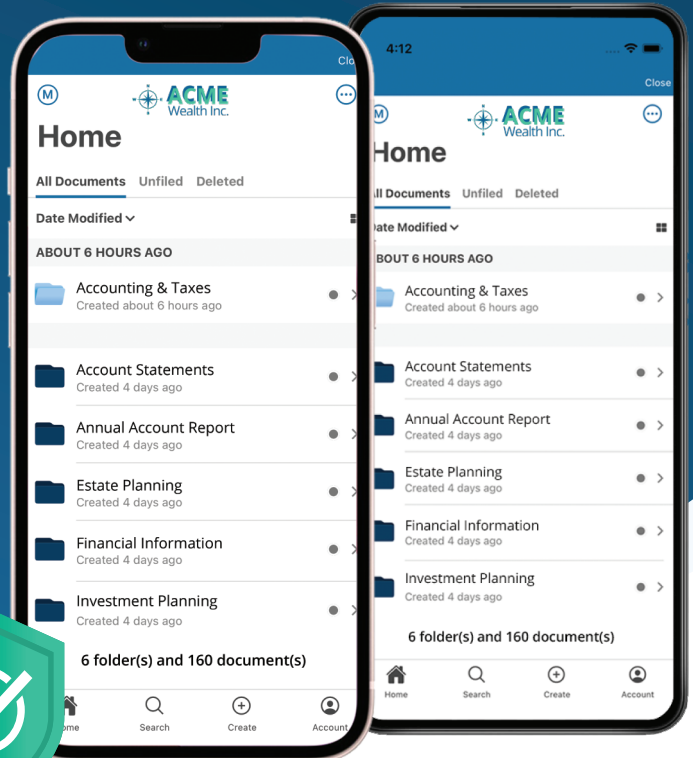 Clo
M
ACME
Wealth Inc.
Home
All Documents Unfiled Deleted
Date Modified
ABOUT 6 HOURS AGO
Accounting & Taxes
Created about 6 hours ago
Account Statements
Created 4 days ago
Annual Account Report
Created 4 days ago
Estate Planning
Created 4 days ago
Financial Information
Created 4 days ago
Investment Planning
Created 4 days ago
6 folder(s) and 160 document(s)
ome Search Create Account
4:12
Close
M
ACME
Wealth Inc.
Home
All Documents Unfiled Deleted
ate Modified
BOUT 6 HOURS AGO
Accounting & Taxes
Created about 6 hours ago
Account Statements
Created 4 days ago
Annual Account Report
Created 4 days ago
Estate Planning
Created 4 days ago
Financial Information
Created 4 days ago
Investment Planning
Created 4 days ago
6 folder(s) and 160 document(s)
Home Search Create Account